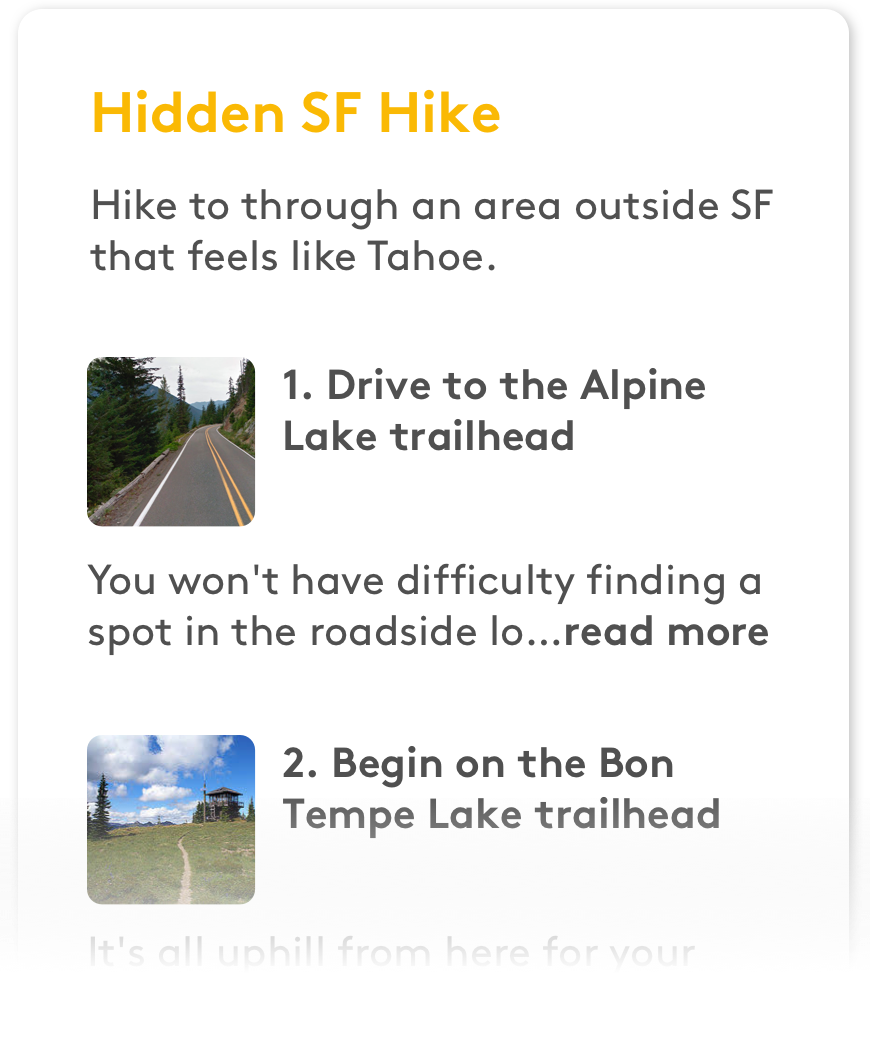 Hidden SF Hike
Hike to through an area outside SF
that feels like Tahoe.
1. Drive to the Alpine
Lake trailhead
You won't have difficulty finding a
spot in the roadside lo...read more
2. Begin on the Bon
Tempe Lake trailhead
It's all uphill from here for your